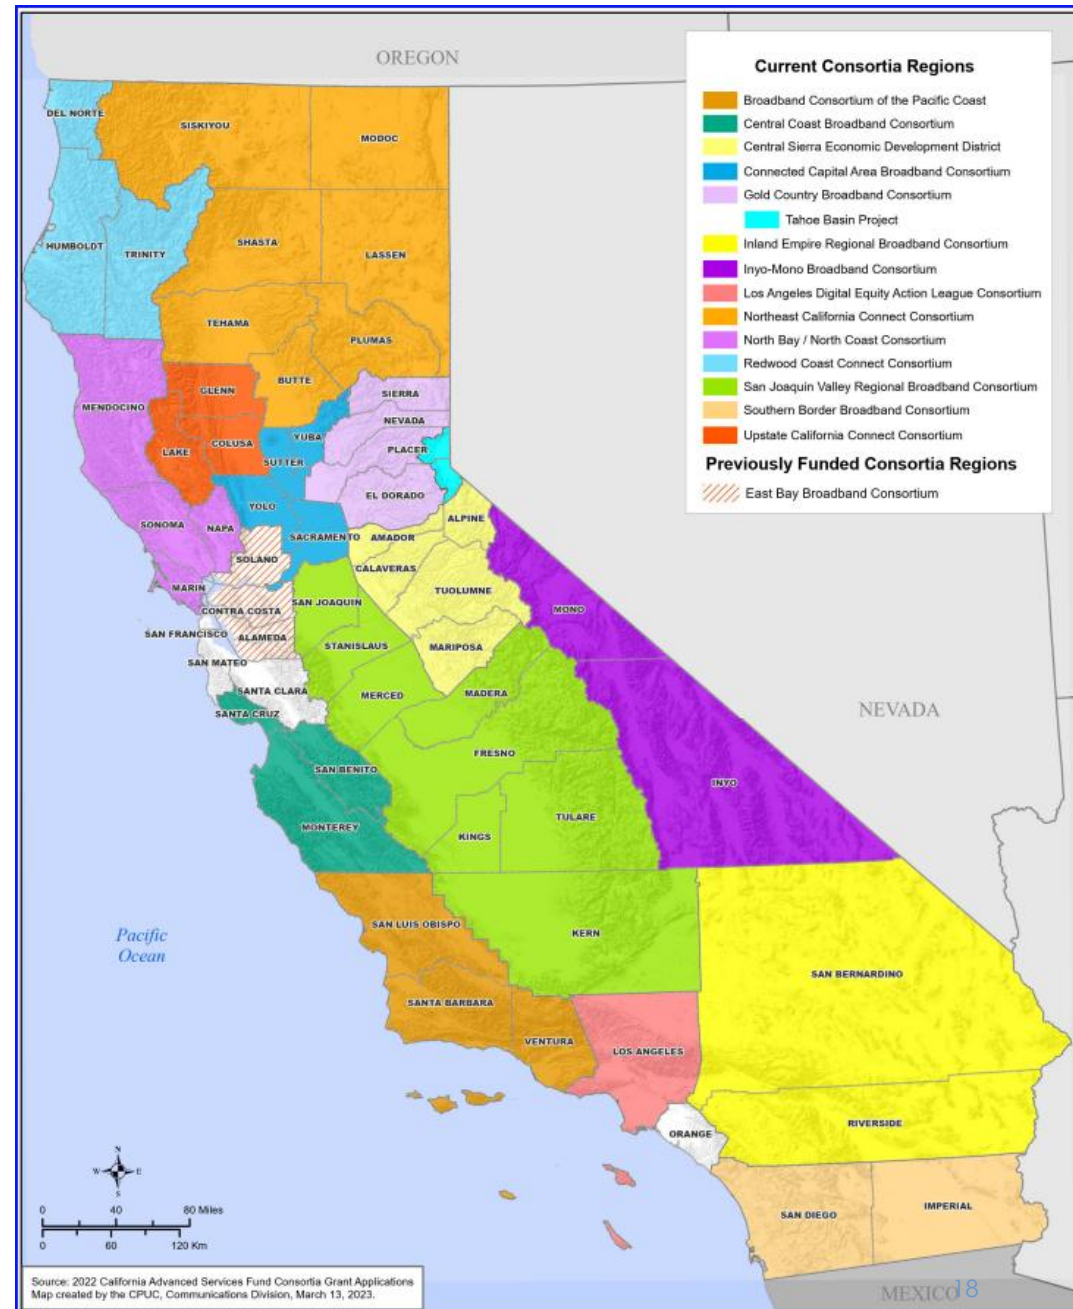 OREGON
Current Consortia Regions
Broadband Consortium of the Pacific Coast
Central Coast Broadband Consortium
Central Sierra Economic Development District
Connected Capital Area Broadband Consortium
Gold Country Broadband Consortium
Tahoe Basin Project
Inland Empire Regional Broadband Consortium
Inyo-Mono Broadband Consortium
Los Angeles Digital Equity Action League Consortium
Northeast California Connect Consortium
North Bay / North Coast Consortium
Redwood Coast Connect Consortium
San Joaquin Valley Regional Broadband Consortium
Southern Border Broadband Consortium
Upstate California Connect Consortium
Previously Funded Consortia Regions
East Bay Broadband Consortium
DEL NORTE
SISKIYOU
MODOC
HUMBOLDT
TRINITY
SHASTA
LASSEN
TEHAMA
PLUMAS
BUTTE
GLENN
SIERRA
MENDOCINO
NEVADA
COLUSA
YUBA
LAKE
SUTTER
PLACER
EL DORADO
YOLO
ALPINE
SONOMA
NAPA
SACRAMENTO
AMADOR
SOLANO
CALAVERAS
MARIN
TUOLUMNE
CONTRA COSTA
SAN JOAQUIN
MONO
SAN FRANCISCO
ALAMEDA
STANISLAUS
MARIPOSA
SAN MATEO
SANTA CLARA
MERCED
MADERA
SANTA CRUZ
NEVADA
FRESNO
SAN BENITO
INYO
TULARE
MONTEREY
KINGS
Pacific
Ocean
SAN LUIS OBISPO
KERN
SAN BERNARDINO
SANTA BARBARA
VENTURA
LOS ANGELES
RIVERSIDE
ORANGE
SAN DIEGO
IMPERIAL
N
W E
S
0 40 80 Miles
0 60 120 Km
Source: 2022 California Advanced Services Fund Consortia Grant Applications
Map created by the CPUC, Communications Division, March 13, 2023.
MEXICO
18